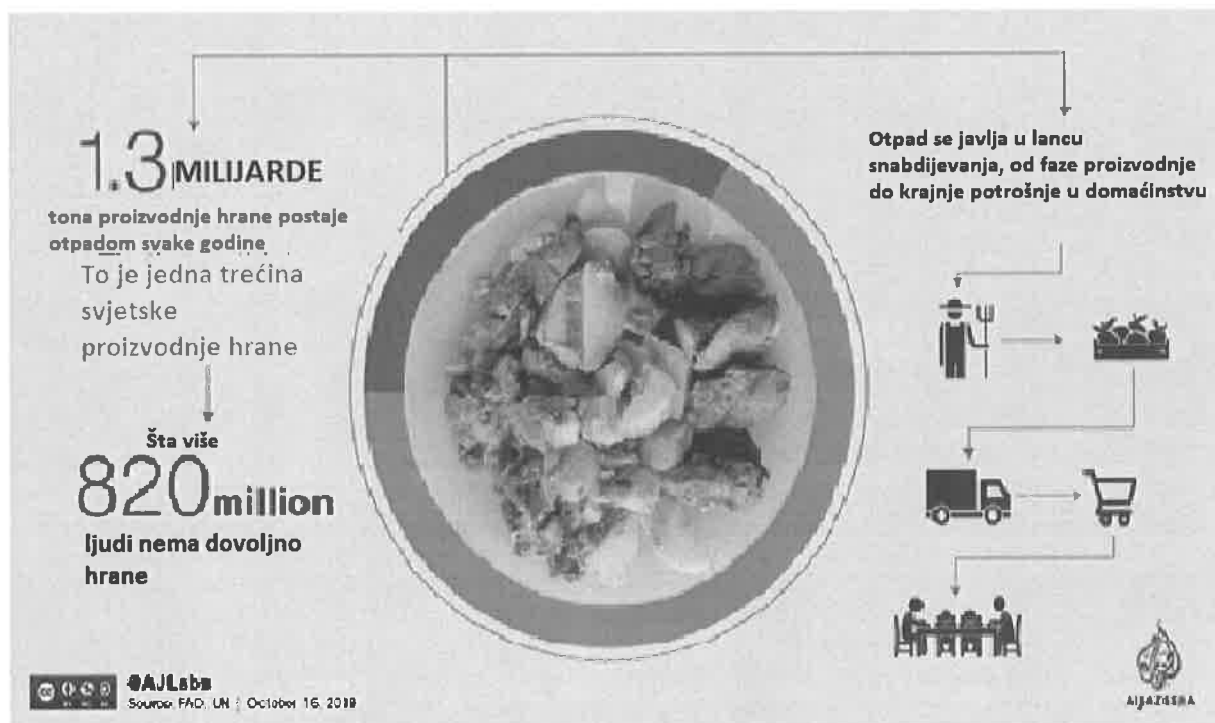 1.3 MILIJARDE
tona proizvodnje hrane postaje
otpadom svake godine
To je jedna trećina
svjetske
proizvodnje hrane
Šta više
820 million
ljudi nema dovoljno
hrane
Otpad se javlja u lancu
snabdijevanja, od faze proizvodnje
do krajnje potrošnje u domaćinstvu
@AJLabs
Source: FAO, UN | October 16, 2019
ALJAZEERA